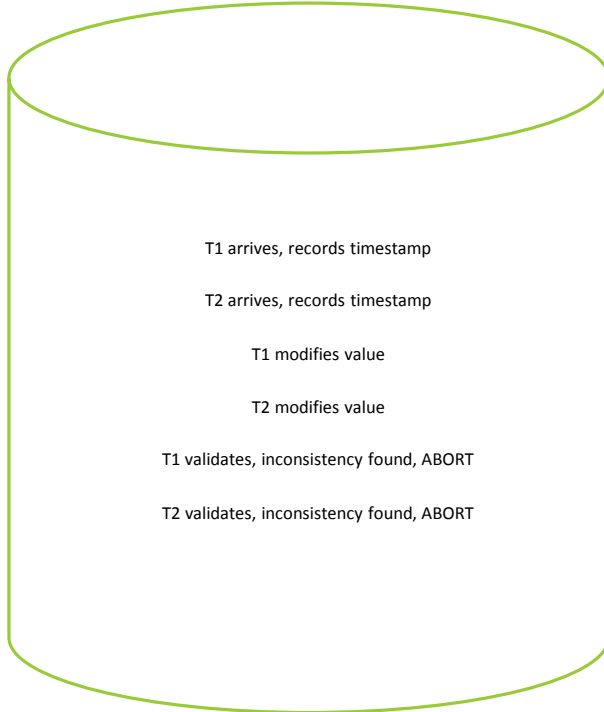 T1 arrives, records timestamp
T2 arrives, records timestamp
T1 modifies value
T2 modifies value
T1 validates, inconsistency found, ABORT
T2 validates, inconsistency found, ABORT